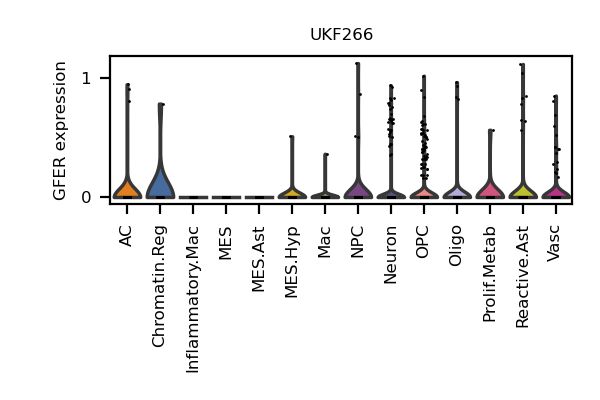 UKF266
GFER expression
1
0
AC
Chromatin.Reg
Inflammatory.Mac
MES
MES.Ast
MES.Hyp
Mac
NPC
Neuron
OPC
Oligo
Prolif.Metab
Reactive.Ast
Vasc